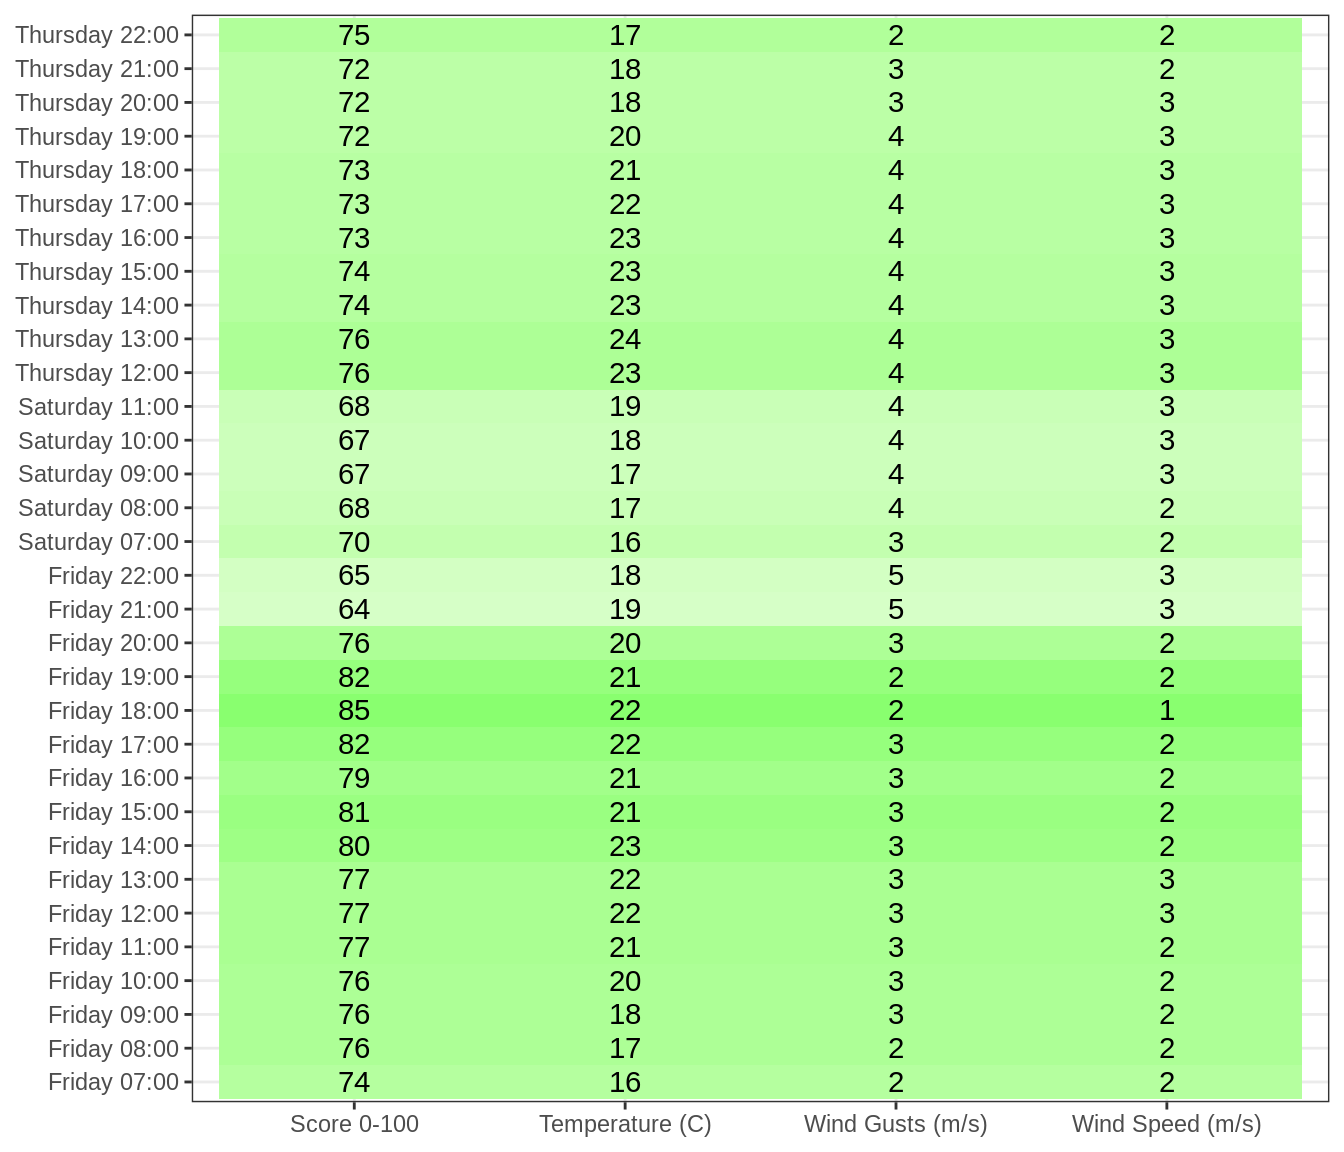 Thursday 22:00 75 17 2 2
Thursday 21:00 72 18 3 2
Thursday 20:00 72 18 3 3
Thursday 19:00 72 20 4 3
Thursday 18:00 73 21 4 3
Thursday 17:00 73 22 4 3
Thursday 16:00 73 23 4 3
Thursday 15:00 74 23 4 3
Thursday 14:00 74 23 4 3
Thursday 13:00 76 24 4 3
Thursday 12:00 76 23 4 3
Saturday 11:00 68 19 4 3
Saturday 10:00 67 18 4 3
Saturday 09:00 67 17 4 3
Saturday 08:00 68 17 4 2
Saturday 07:00 70 16 3 2
Friday 22:00 65 18 5 3
Friday 21:00 64 19 5 3
Friday 20:00 76 20 3 2
Friday 19:00 82 21 2 2
Friday 18:00 85 22 2 1
Friday 17:00 82 22 3 2
Friday 16:00 79 21 3 2
Friday 15:00 81 21 3 2
Friday 14:00 80 23 3 2
Friday 13:00 77 22 3 3
Friday 12:00 77 22 3 3
Friday 11:00 77 21 3 2
Friday 10:00 76 20 3 2
Friday 09:00 76 18 3 2
Friday 08:00 76 17 2 2
Friday 07:00 74 16 2 2
Score 0-100 Temperature (C) Wind Gusts (m/s) Wind Speed (m/s)